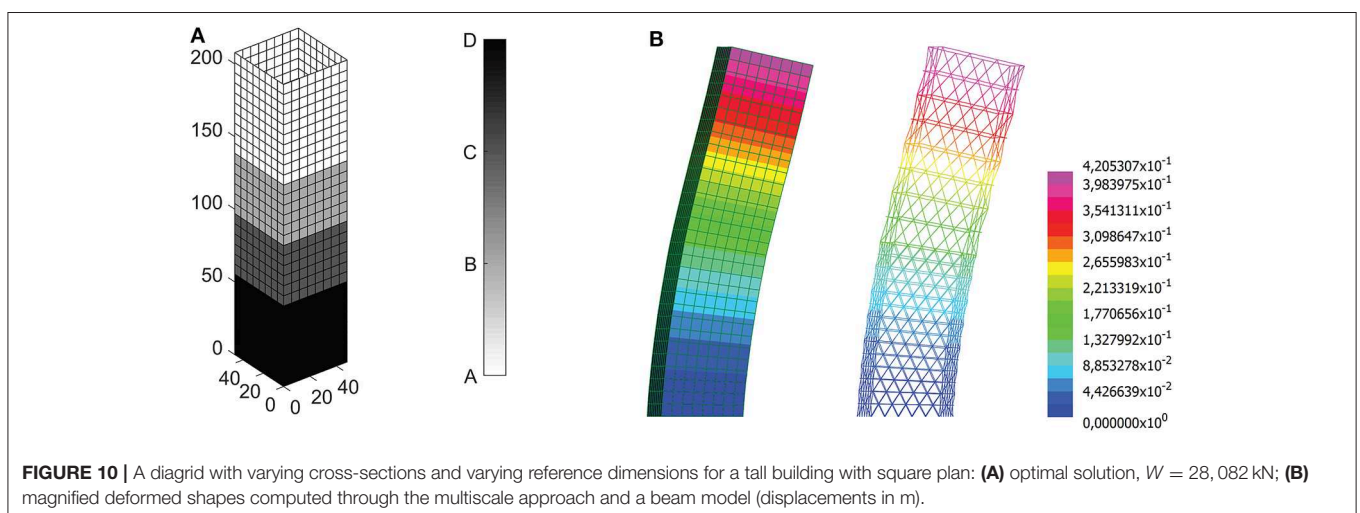 A
200
150
100
50
0
40
20
0
0
20
40
D
C
B
A
B
4,205307x10⁻¹
3,983975x10⁻¹
3,541311x10⁻¹
3,098647x10⁻¹
2,655983x10⁻¹
2,213319x10⁻¹
1,770656x10⁻¹
1,327992x10⁻¹
8,853278x10⁻²
4,426639x10⁻²
0,000000x10⁰
FIGURE 10 | A diagrid with varying cross-sections and varying reference dimensions for a tall building with square plan: (A) optimal solution, W = 28, 082 kN; (B)
magnified deformed shapes computed through the multiscale approach and a beam model (displacements in m).